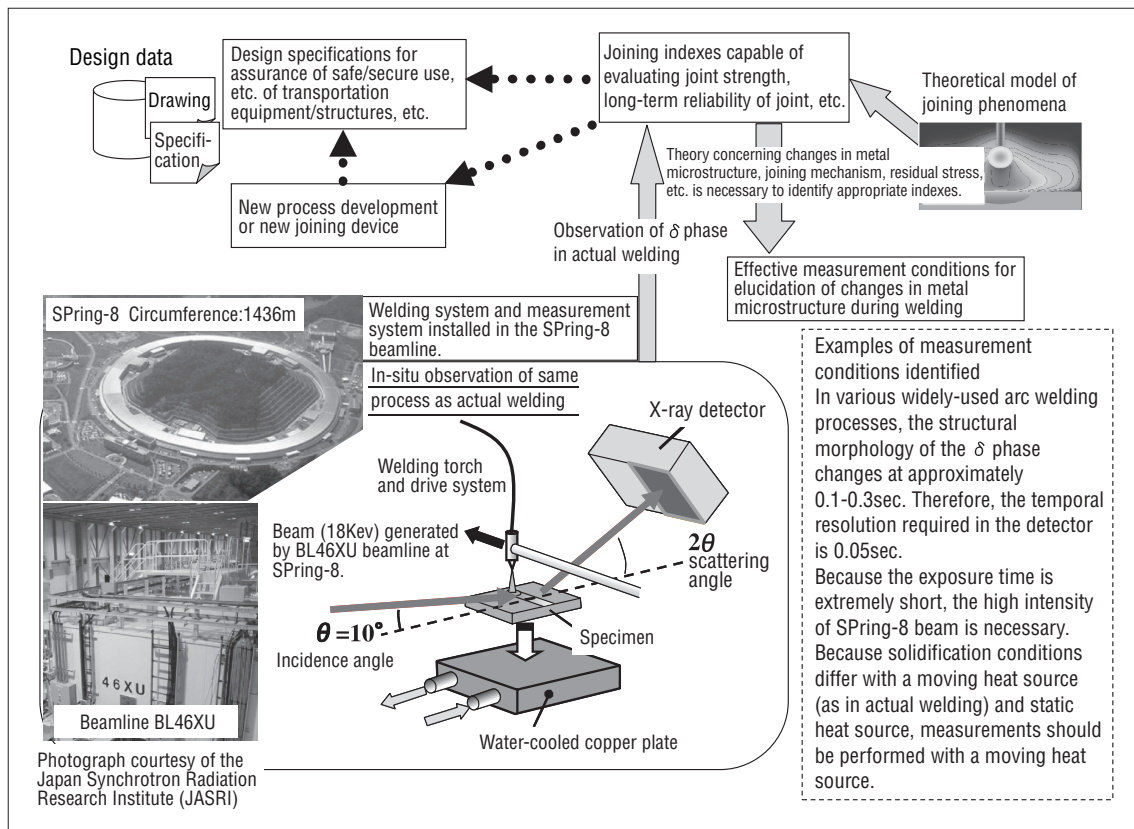 Design data
Drawing
Specifi-
cation
Design specifications for
assurance of safe/secure use,
etc. of transportation
equipment/structures, etc.
Joining indexes capable of
evaluating joint strength,
long-term reliability of joint, etc.
Theoretical model of
joining phenomena
Theory concerning changes in metal
microstructure, joining mechanism, residual stress,
etc. is necessary to identify appropriate indexes.
New process development
or new joining device
Observation of δ phase
in actual welding
Effective measurement conditions for
elucidation of changes in metal
microstructure during welding
SPring-8 Circumference:1436m
Welding system and measurement
system installed in the SPring-8
beamline.
In-situ observation of same
process as actual welding
X-ray detector
Welding torch
and drive system
Beam (18Kev) generated
by BL46XU beamline at
SPring-8.
2θ
scattering
angle
θ=10°
Incidence angle
Specimen
Water-cooled copper plate
46XU
Beamline BL46XU
Photograph courtesy of the
Japan Synchrotron Radiation
Research Institute (JASRI)
Examples of measurement
conditions identified
In various widely-used arc welding
processes, the structural
morphology of the δ phase
changes at approximately
0.1-0.3sec. Therefore, the temporal
resolution required in the detector
is 0.05sec.
Because the exposure time is
extremely short, the high intensity
of SPring-8 beam is necessary.
Because solidification conditions
differ with a moving heat source
(as in actual welding) and static
heat source, measurements should
be performed with a moving heat
source.